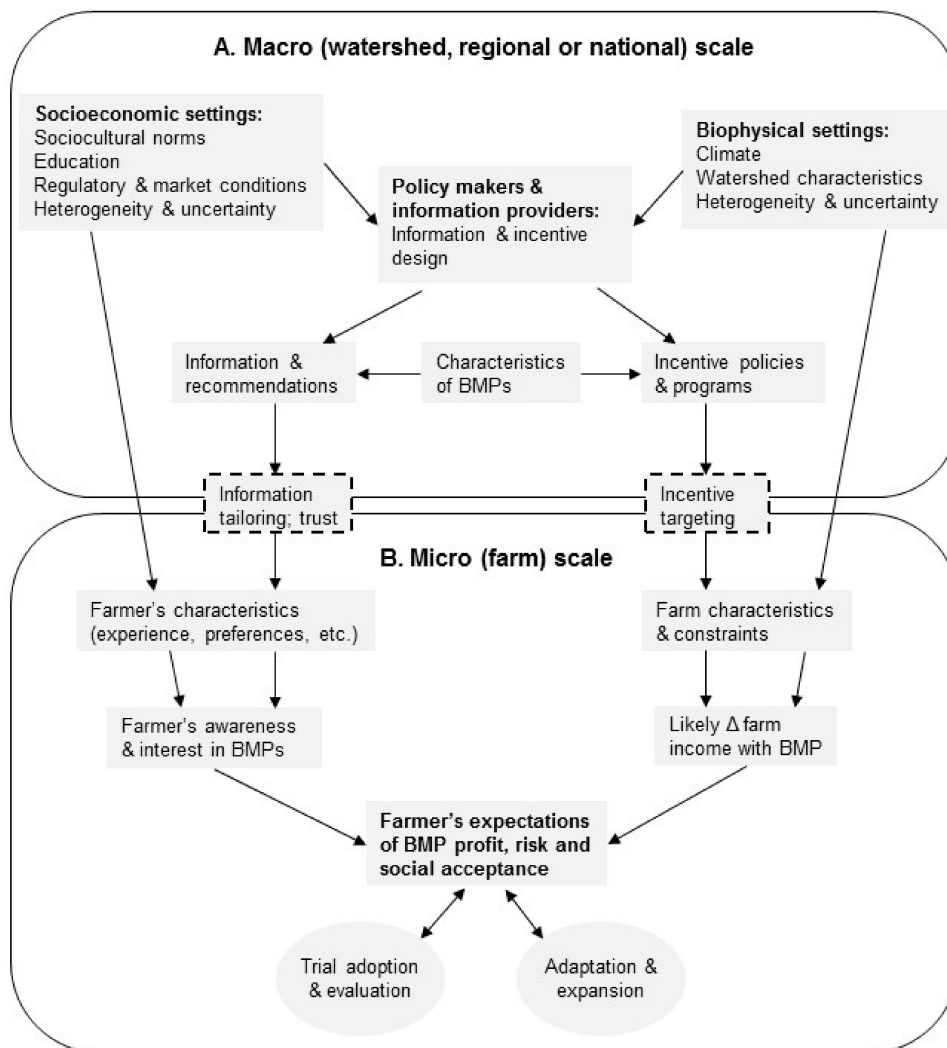 A. Macro (watershed, regional or national) scale
Socioeconomic settings:
Sociocultural norms
Education
Regulatory & market conditions
Heterogeneity & uncertainty
Biophysical settings:
Climate
Watershed characteristics
Heterogeneity & uncertainty
Policy makers &
information providers:
Information & incentive
design
Information &
recommendations
Characteristics
of BMPs
Incentive policies
& programs
Information
tailoring; trust
Incentive
targeting
B. Micro (farm) scale
Farmer's characteristics
(experience, preferences, etc.)
Farm characteristics
& constraints
Farmer's awareness
& interest in BMPs
Likely Δ farm
income with BMP
Farmer's expectations
of BMP profit, risk and
social acceptance
Trial adoption
& evaluation
Adaptation &
expansion